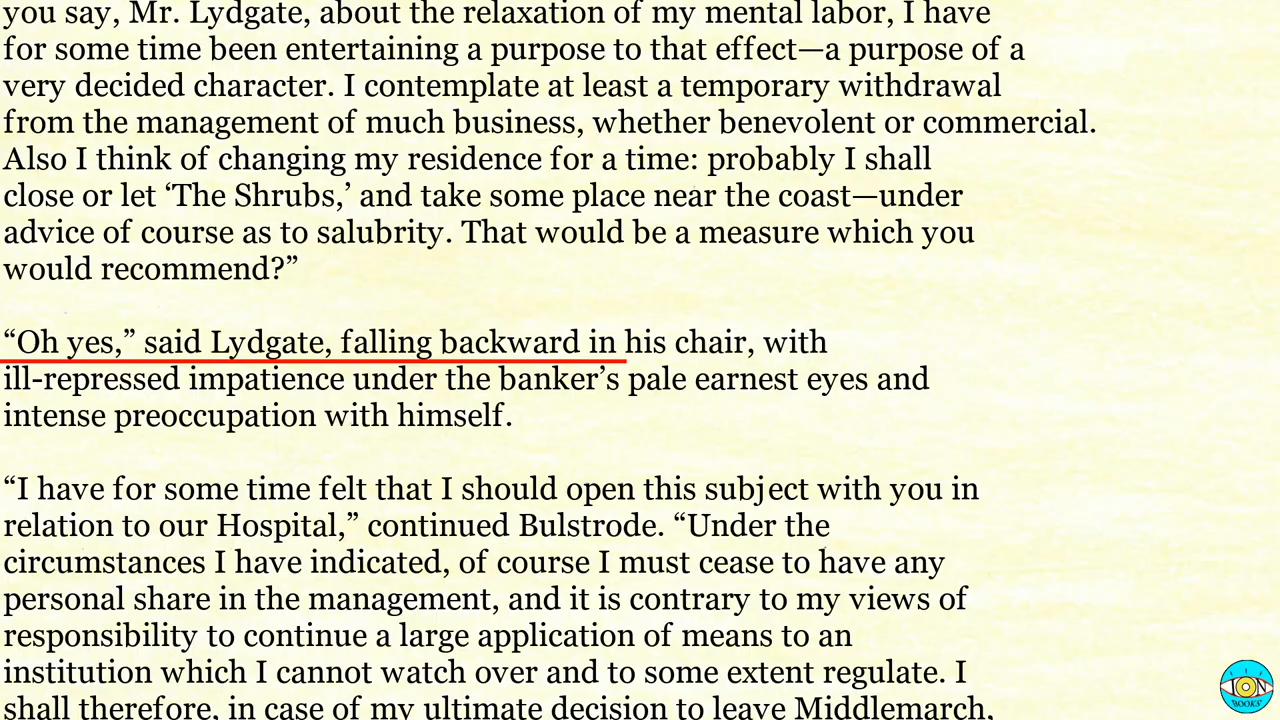 you say, Mr. Lydgate, about the relaxation of my mental labor, I have
for some time been entertaining a purpose to that effect—a purpose of a
very decided character. I contemplate at least a temporary withdrawal
from the management of much business, whether benevolent or commercial.
Also I think of changing my residence for a time: probably I shall
close or let ‘The Shrubs,’ and take some place near the coast—under
advice of course as to salubrity. That would be a measure which you
would recommend?”
“Oh yes,” said Lydgate, falling backward in his chair, with
ill-repressed impatience under the banker’s pale earnest eyes and
intense preoccupation with himself.
“I have for some time felt that I should open this subject with you in
relation to our Hospital,” continued Bulstrode. “Under the
circumstances I have indicated, of course I must cease to have any
personal share in the management, and it is contrary to my views of
responsibility to continue a large application of means to an
institution which I cannot watch over and to some extent regulate. I
shall therefore, in case of my ultimate decision to leave Middlemarch,
ION
BOOKS